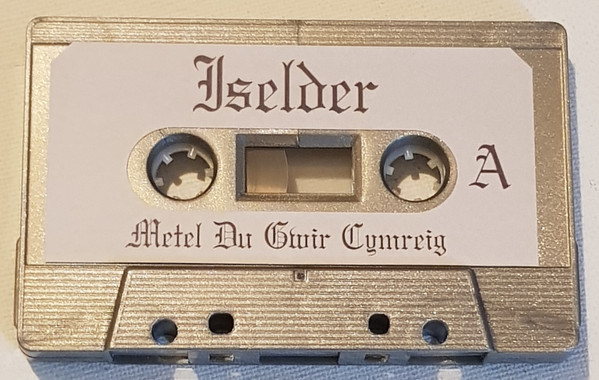 Iselder
A
Metel Du Gwir Cymreig